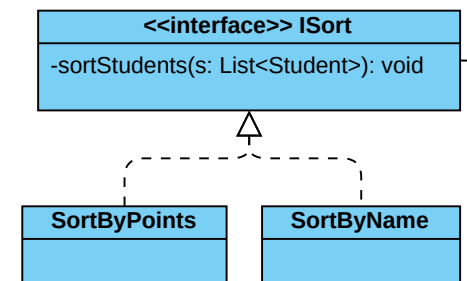 <<interface>> ISort
-sortStudents(s: List<Student>): void
SortByPoints
SortByName